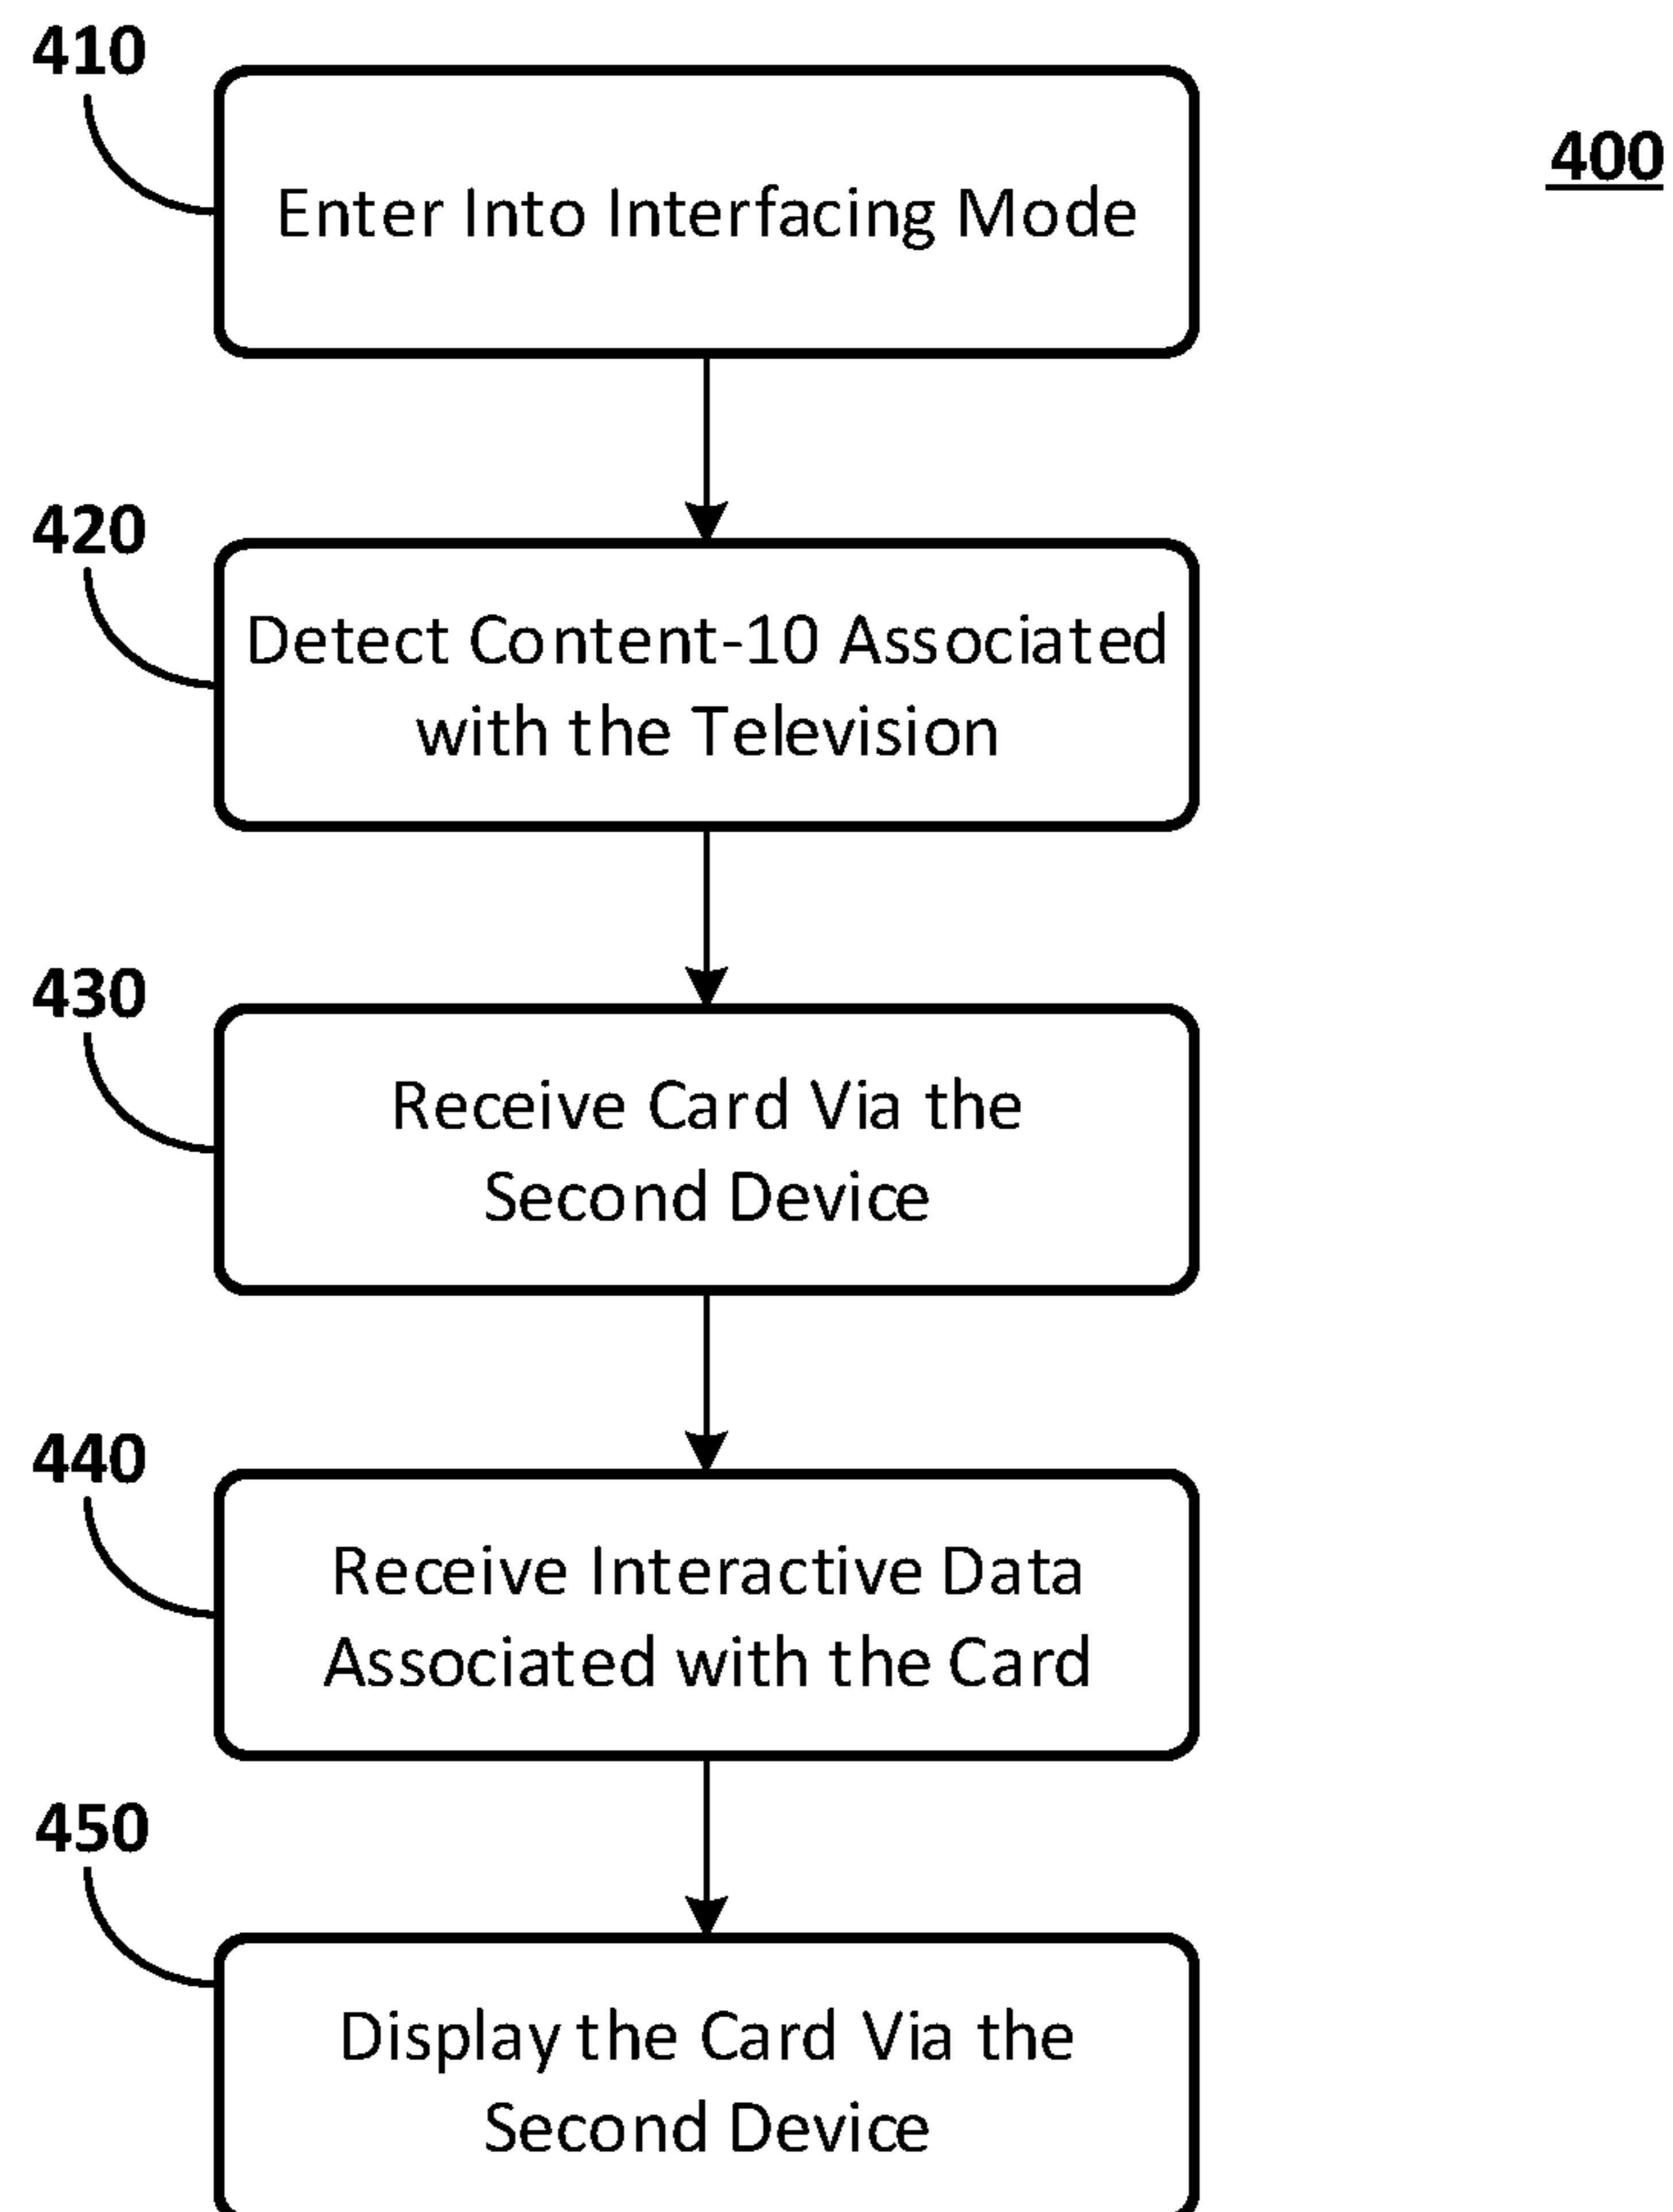 410
400
Enter Into Interfacing Mode
420
Detect Content-10 Associated
with the Television
430
Receive Card Via the
Second Device
440
Receive Interactive Data
Associated with the Card
450
Display the Card Via the
Second Device